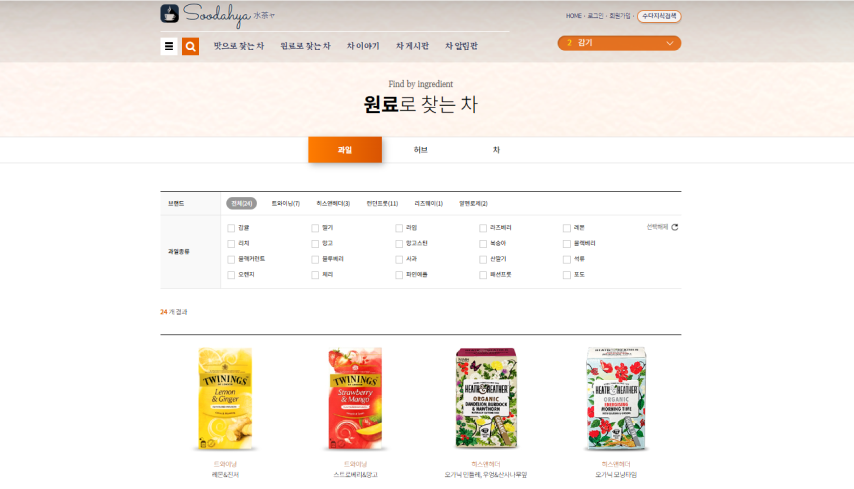 Soodahya 水茶ヤ
HOME · 로그인 · 회원가입 · 수다지식검색
맛으로 찾는 차 원료로 찾는 차 차 이야기 차 게시판 차 알림판
2 감기
Find by ingredient
원료로 찾는 차
과일 허브 차
브랜드 전체(24) 트와이닝(7) 히스앤헤더(3) 런던프룻(11) 리즈웨이(1) 알랜로제(2)
과일종류 감귤 딸기 라임 라즈베리 레몬 선택해제
리치 망고 망고스틴 복숭아 블랙베리
블랙커런트 블루베리 사과 산딸기 석류
오렌지 체리 파인애플 패션프룻 포도
24 개 결과
TWININGS
Lemon
& Ginger
TWININGS
Strawberry
& Mango
HEATH & HEATHER
ORGANIC
DANDELION, BURDOCK
& HAWTHORN
HEATH & HEATHER
ORGANIC
ENERGISING
MORNING TIME
트와이닝 트와이닝 히스앤헤더 히스앤헤더
레몬&진저 스트로베리&망고 오가닉 민들레, 우엉&산사나무잎 오가닉 모닝타임